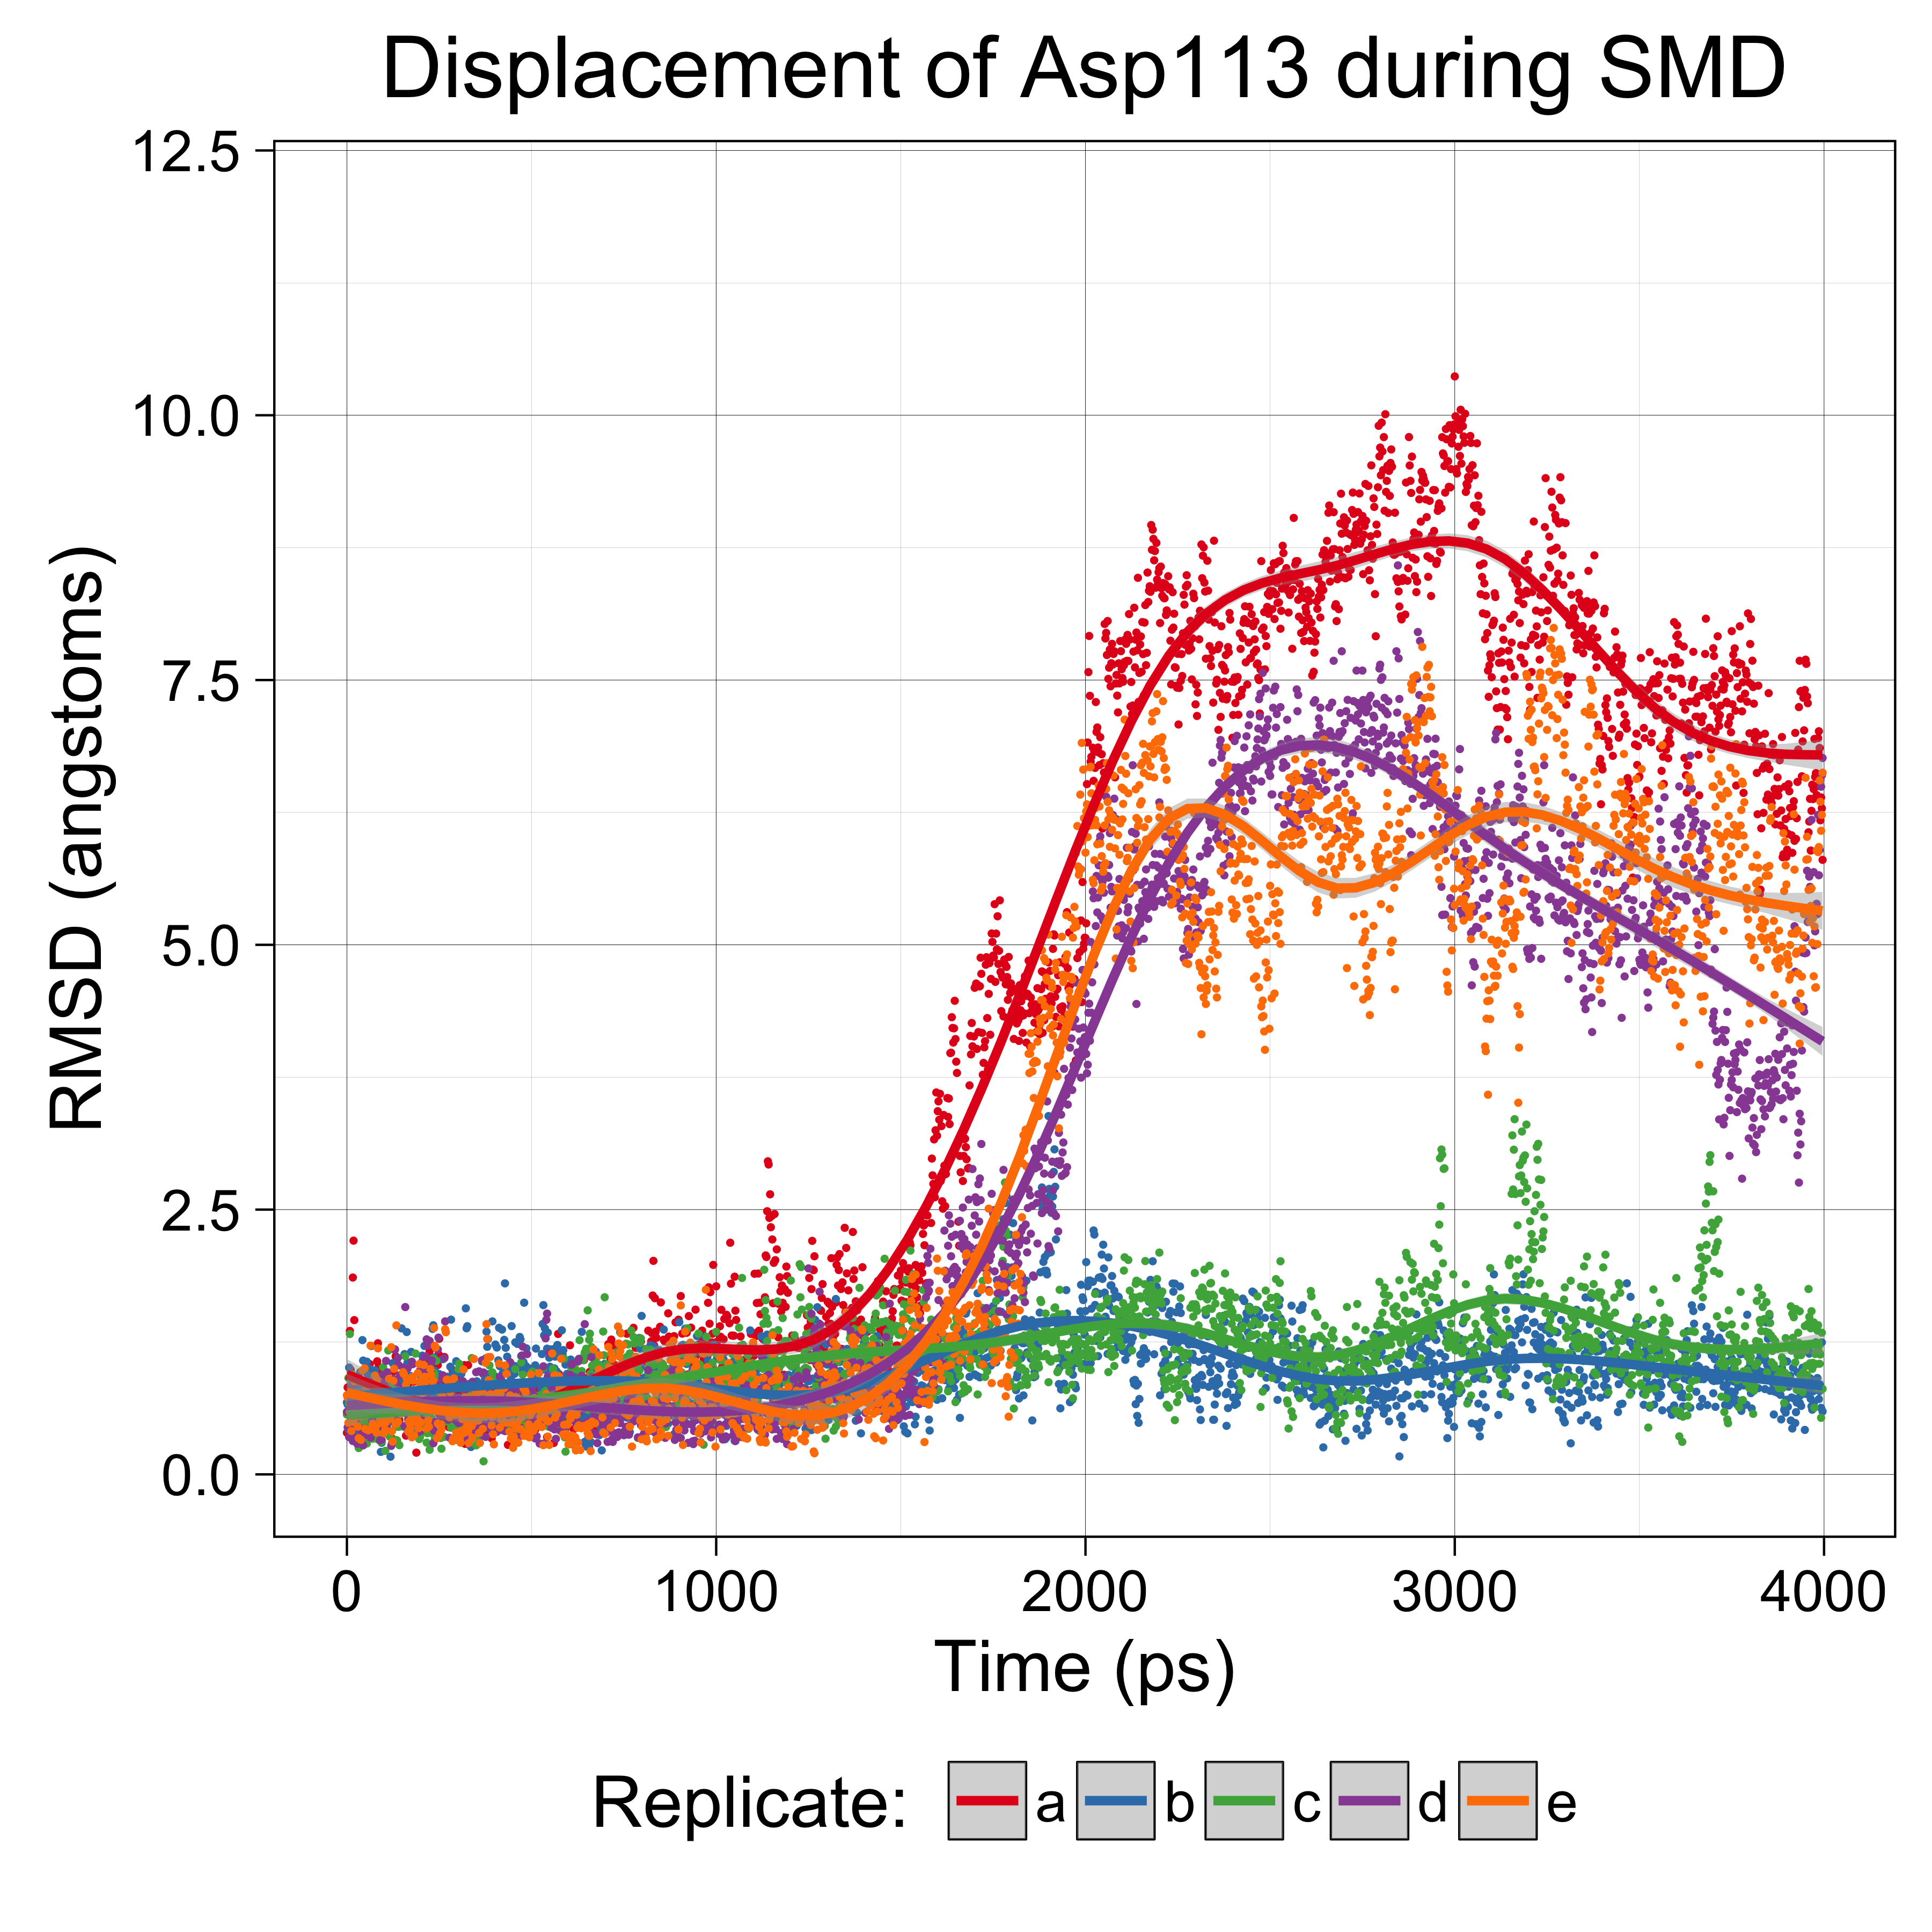 Displacement of Asp113 during SMD
12.5
10.0
7.5
5.0
2.5
0.0
RMSD (angstoms)
0 1000 2000 3000 4000
Time (ps)
Replicate: a b c d e